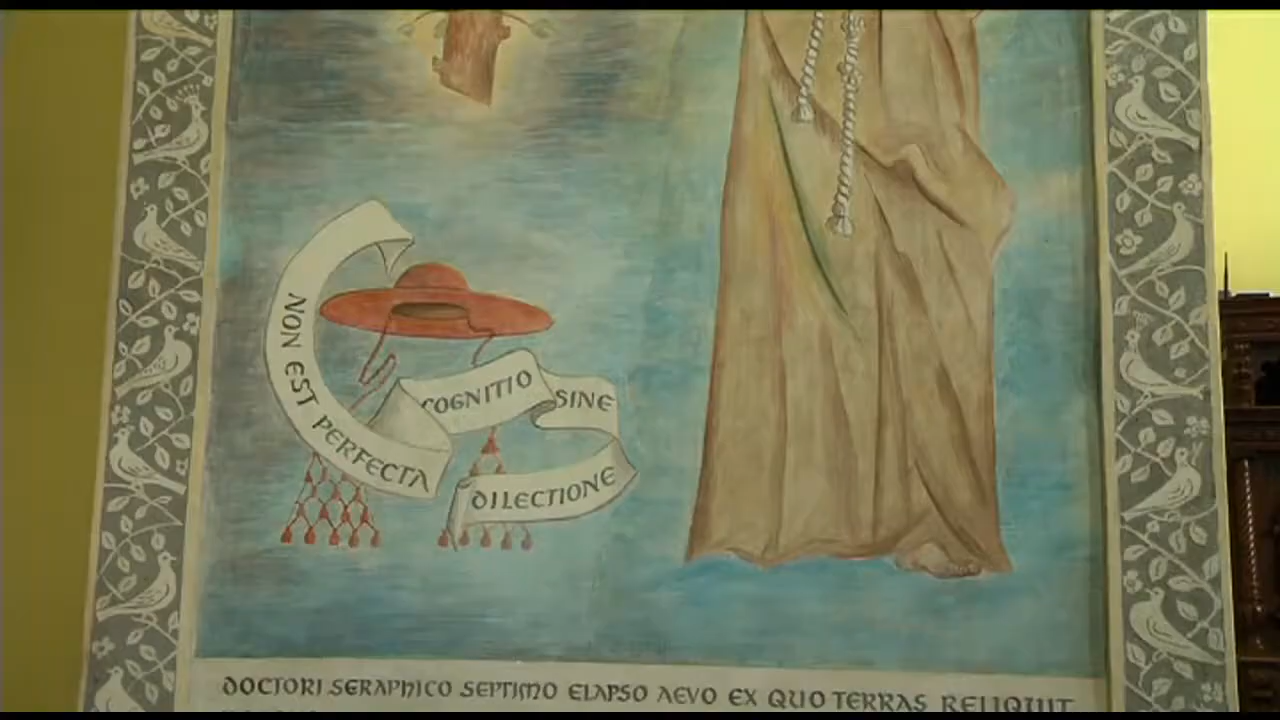 NON EST PERFECTA
COGNITIO
SINE
DILECTIONE
DOCTORI SERAPHICO SEPTIMO ELAPSO AEVO EX QUO TERRAS RELIQUIT